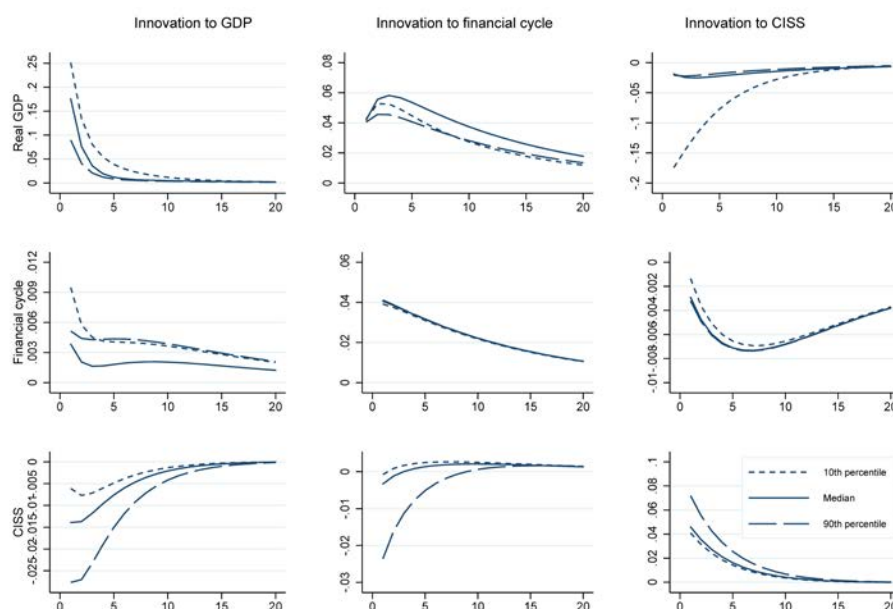 Innovation to GDP
Innovation to financial cycle
Innovation to CISS
Real GDP
0 .05 .1 .15 .2 .25
0 5 10 15 20
0 .02 .04 .06 .08
0 5 10 15 20
-.2 -.15 -.1 -.05 0
0 5 10 15 20
Financial cycle
0 .003 .006 .009 .012
0 5 10 15 20
0 .02 .04 .06
0 5 10 15 20
-.01-.008.006.004.002 0
0 5 10 15 20
CISS
-.025-.02-.015-.01-.005 0
0 5 10 15 20
-.03 -.02 -.01 0
0 5 10 15 20
0 .02 .04 .06 .08 .1
0 5 10 15 20
10th percentile
Median
90th percentile